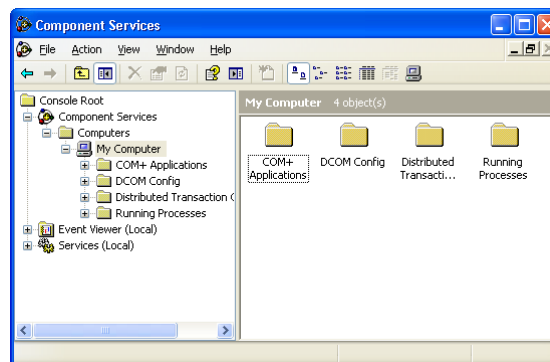 Component Services
File Action View Window Help
Console Root
Component Services
Computers
My Computer
COM+ Applications
DCOM Config
Distributed Transaction
Running Processes
Event Viewer (Local)
Services (Local)
My Computer 4 object(s)
COM+
Applications
DCOM Config
Distributed
Transacti...
Running
Processes